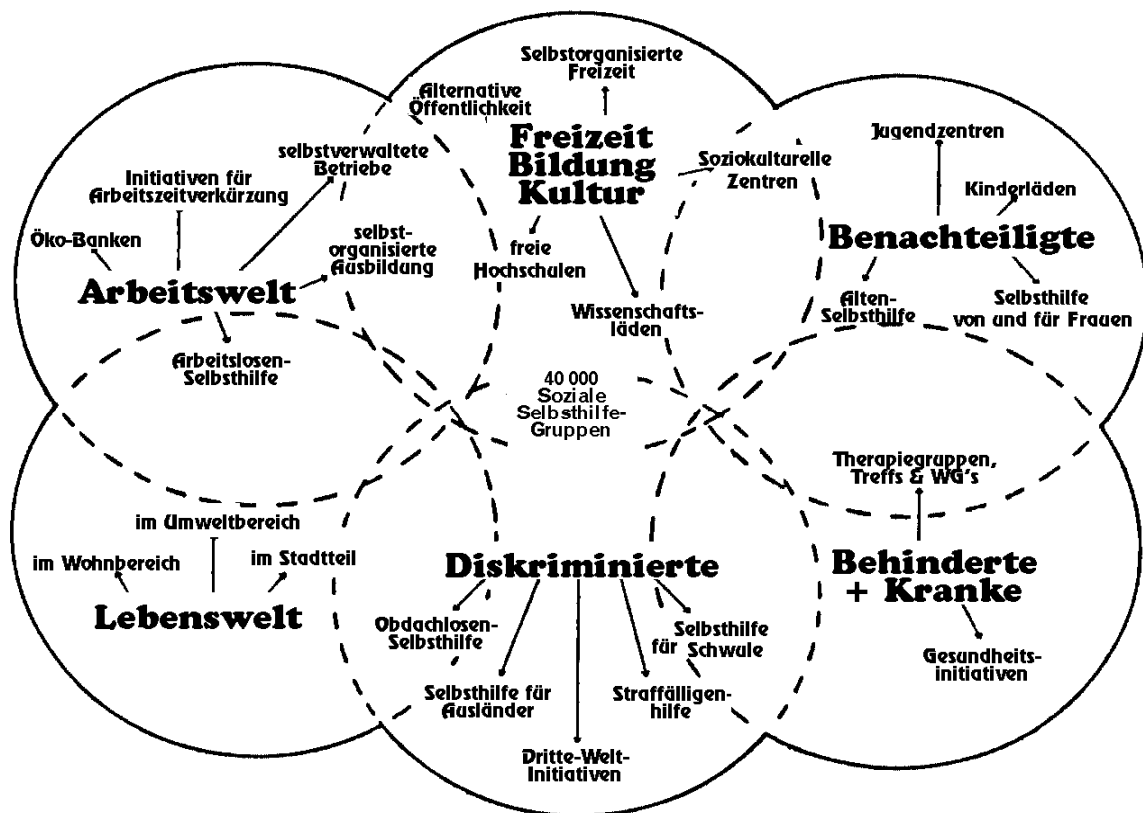 Selbstorganisierte
Freizeit
Alternative
Öffentlichkeit
Freizeit
Bildung
Kultur
Soziokulturelle
Zentren
freie
Hochschulen
Wissenschafts-
läden
selbstverwaltete
Betriebe
Initiativen für
Arbeitszeitverkürzung
Öko-Banken
selbst-
organisierte
Ausbildung
Arbeitswelt
Arbeitslosen-
Selbsthilfe
Jugendzentren
Kinderläden
Benachteiligte
Alten-
Selbsthilfe
Selbsthilfe
von und für Frauen
40 000
Soziale
Selbsthilfe-
Gruppen
im Umweltbereich
im Wohnbereich
im Stadtteil
Lebenswelt
Diskriminierte
Obdachlosen-
Selbsthilfe
Selbsthilfe für
Ausländer
Dritte-Welt-
Initiativen
Straffälligen-
hilfe
Selbsthilfe
für Schwule
Therapiegruppen,
Treffs & WG's
Behinderte
+ Kranke
Gesundheits-
initiativen